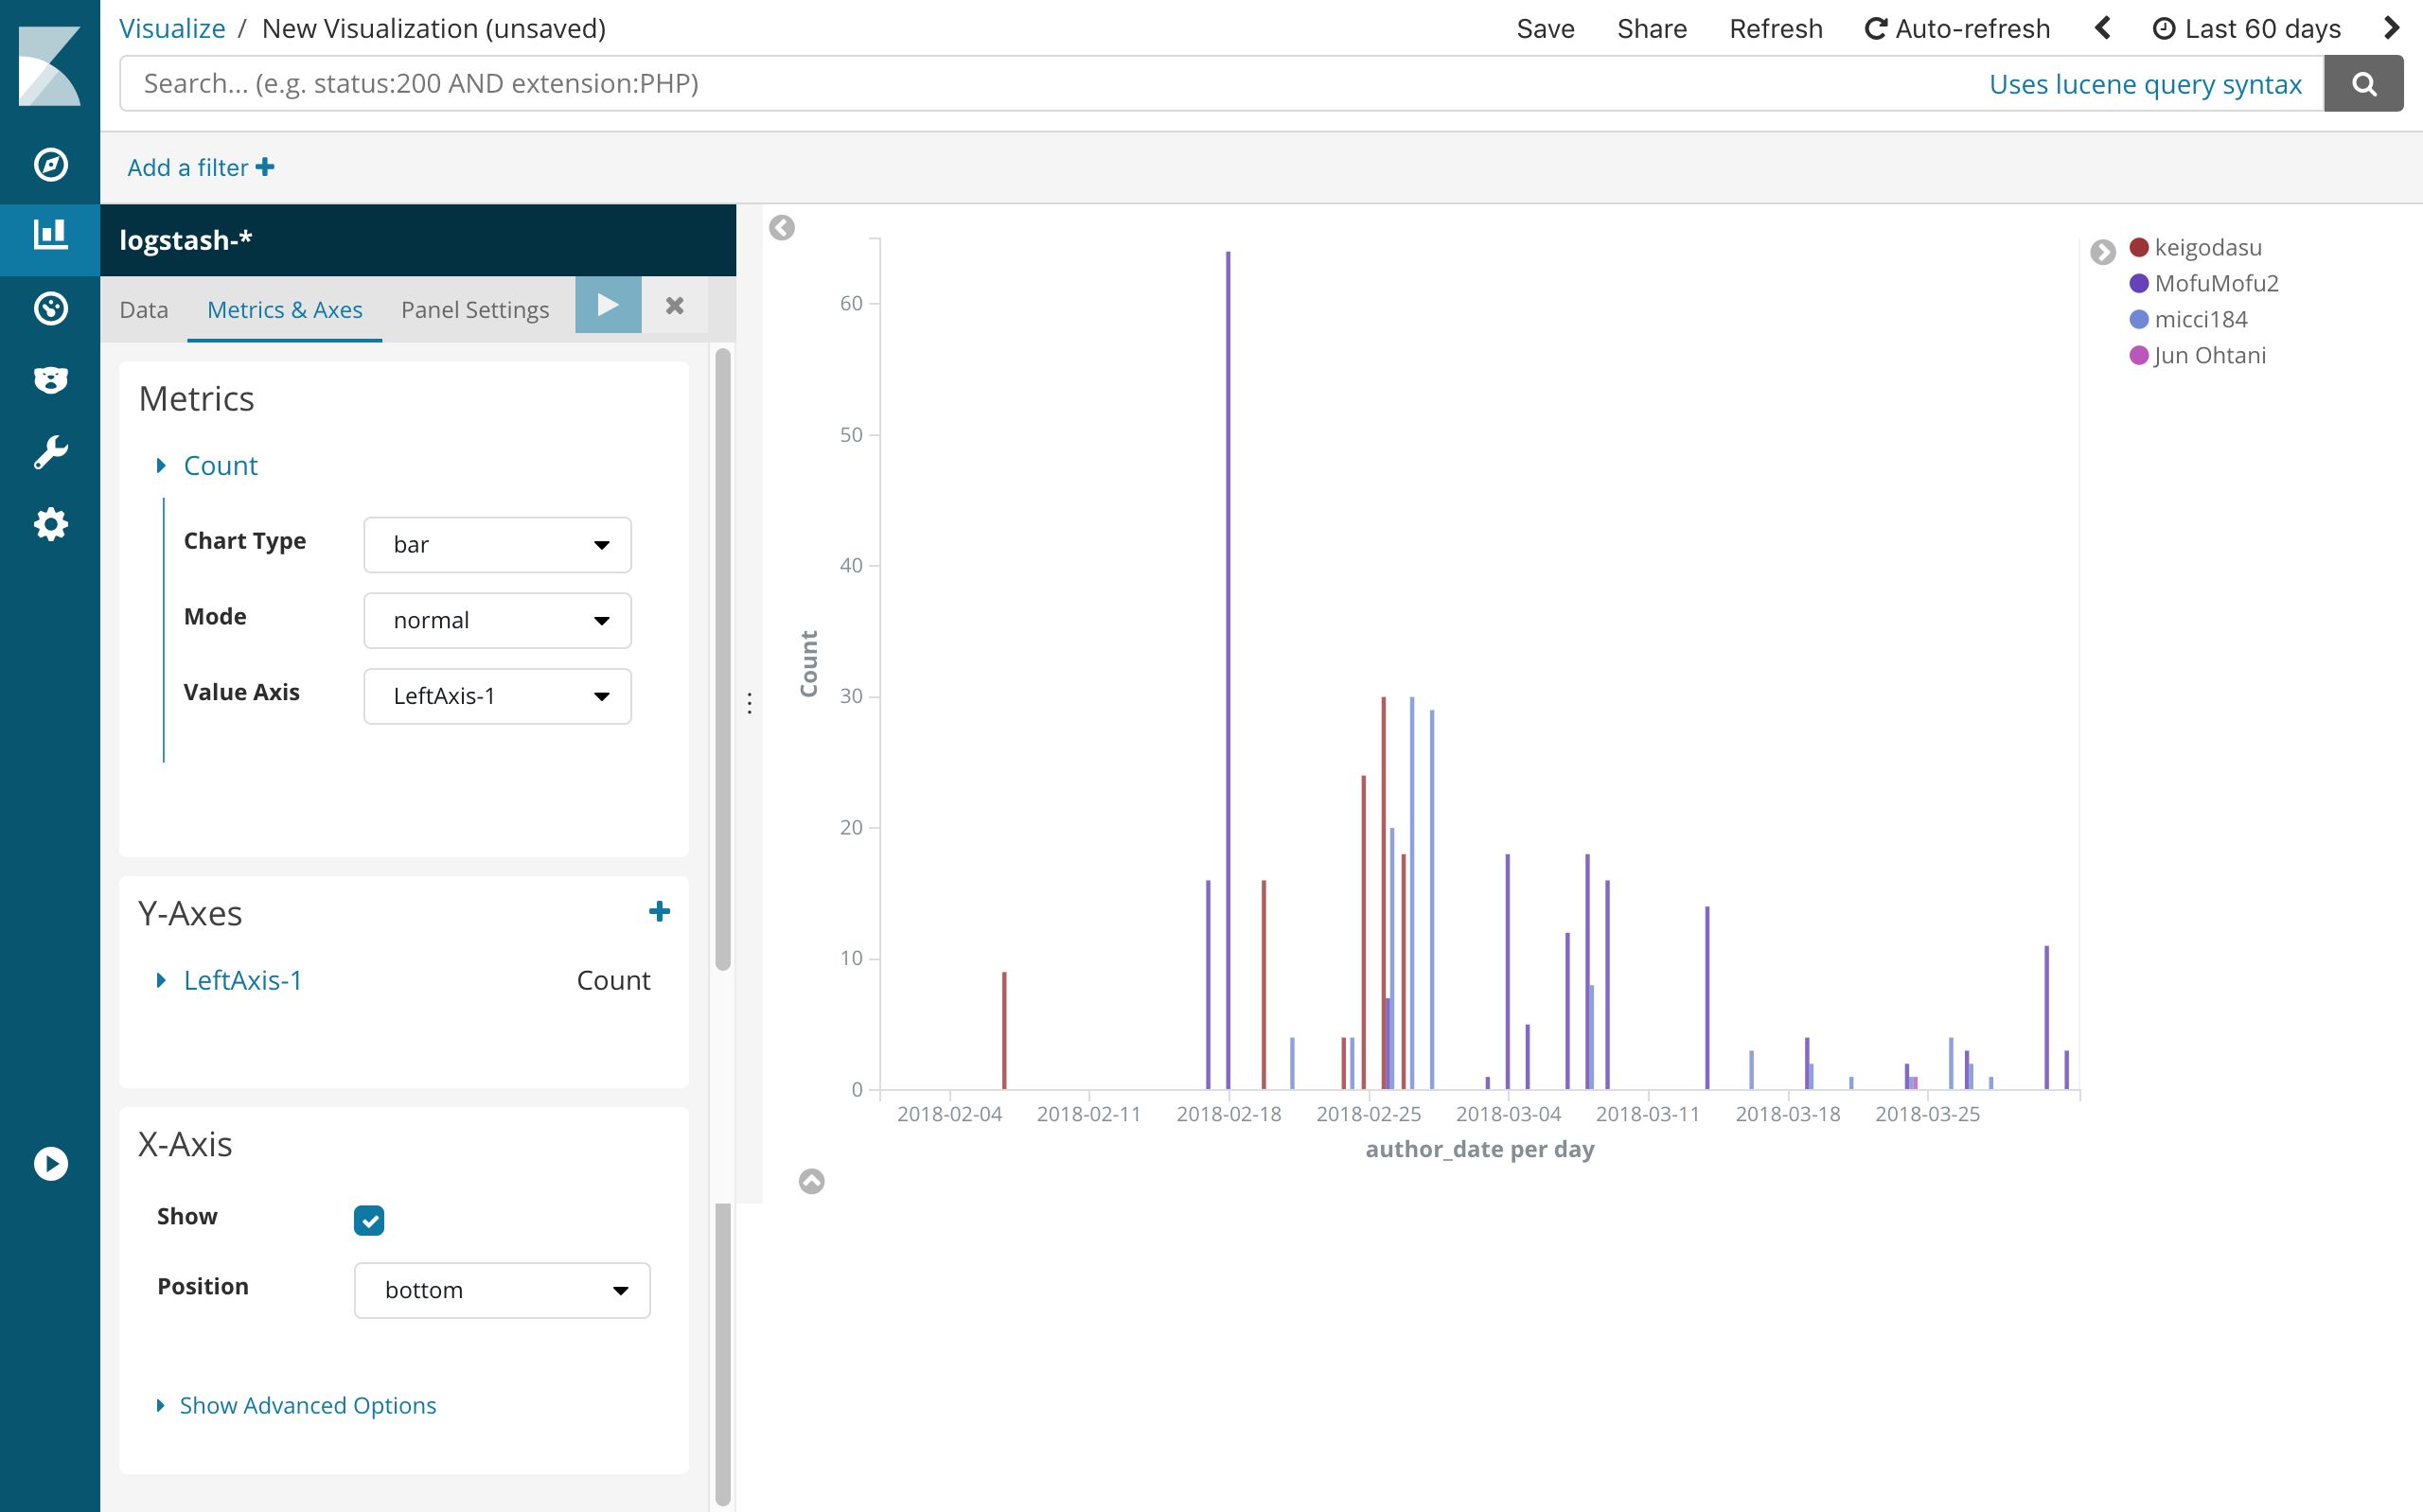 Visualize / New Visualization (unsaved)
Save Share Refresh Auto-refresh Last 60 days
Search... (e.g. status:200 AND extension:PHP)
Uses lucene query syntax
Add a filter
logstash-*
Data Metrics & Axes Panel Settings
Metrics
Count
Chart Type bar
Mode normal
Value Axis LeftAxis-1
Y-Axes
LeftAxis-1 Count
X-Axis
Show
Position bottom
Show Advanced Options
Count
60
50
40
30
20
10
0
2018-02-04 2018-02-11 2018-02-18 2018-02-25 2018-03-04 2018-03-11 2018-03-18 2018-03-25
author_date per day
keigodasu
MofuMofu2
micci184
Jun Ohtani